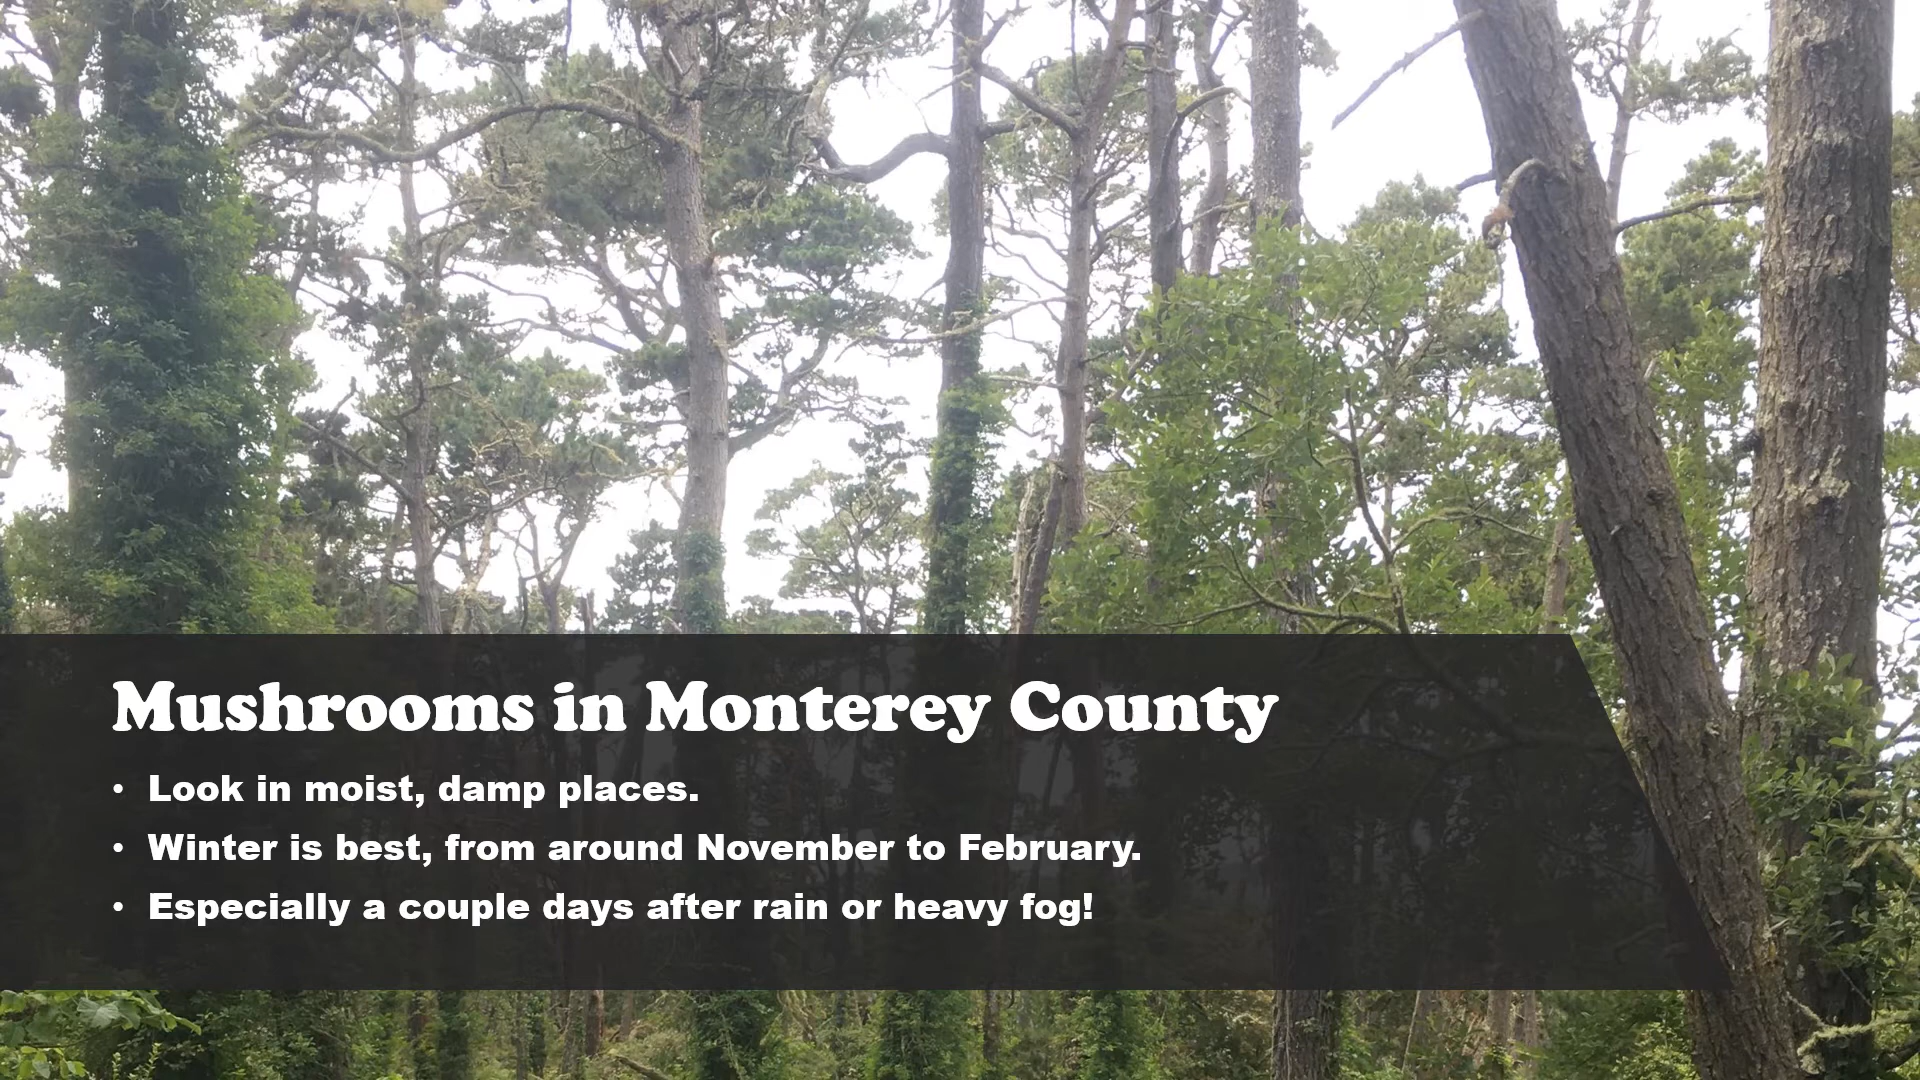 Mushrooms in Monterey County
• Look in moist, damp places.
• Winter is best, from around November to February.
• Especially a couple days after rain or heavy fog!